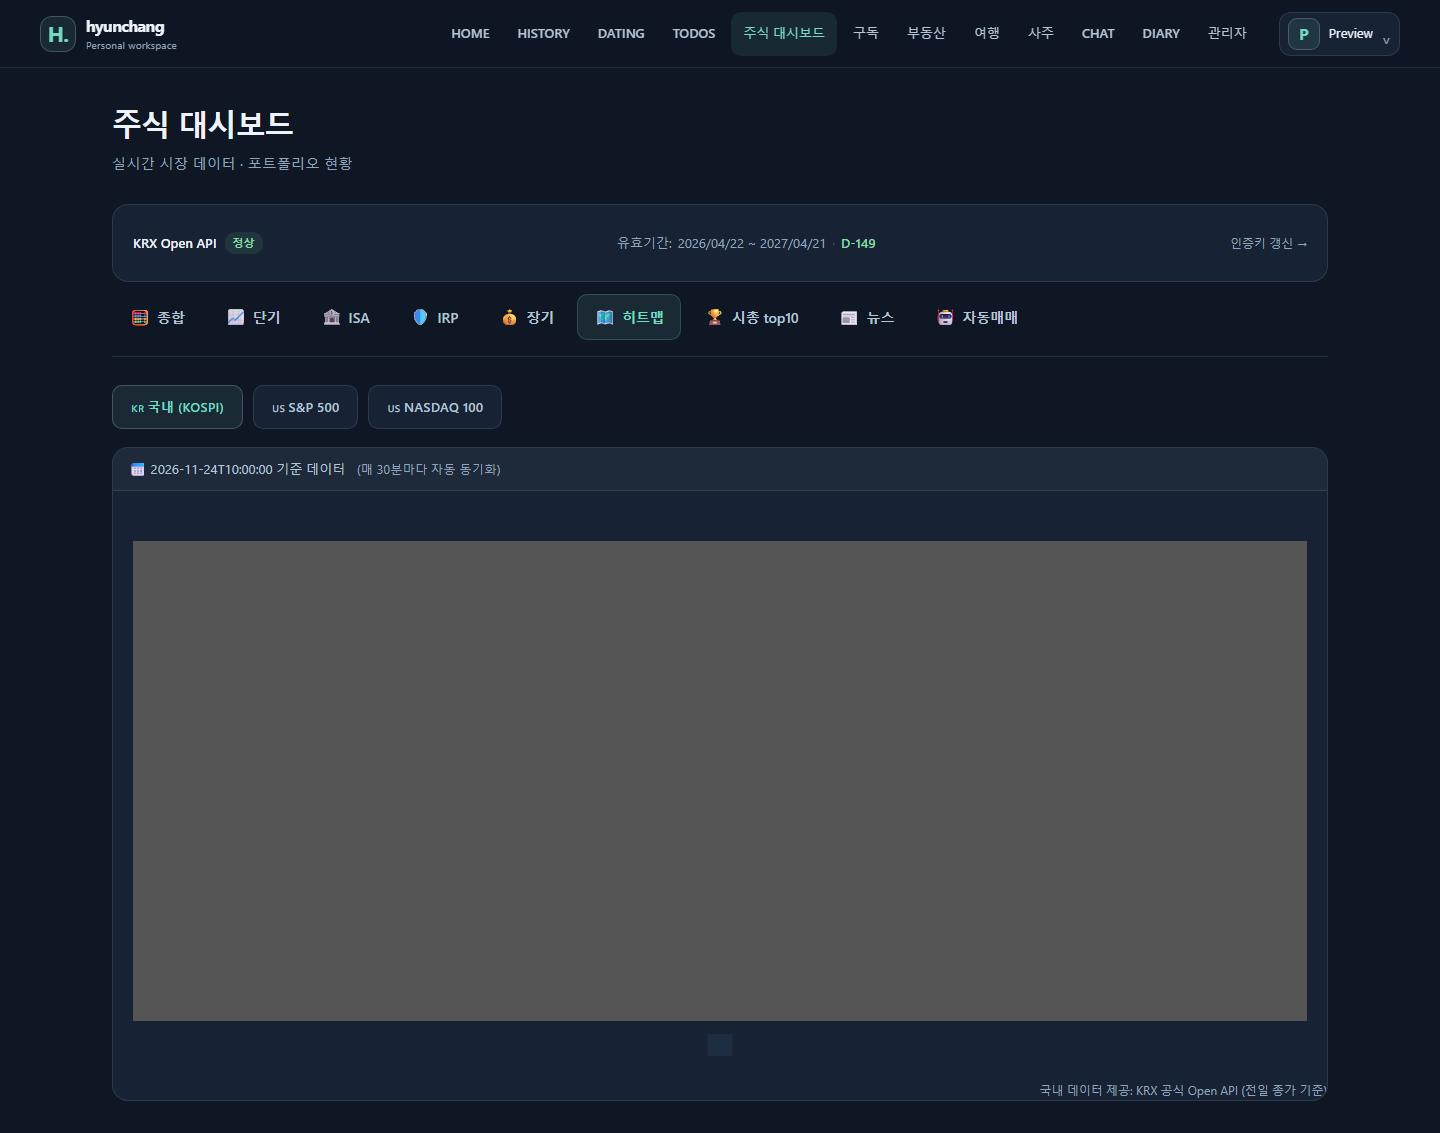 H.
hyunchang
Personal workspace
HOME
HISTORY
DATING
TODOS
주식 대시보드
구독
부동산
여행
사주
CHAT
DIARY
관리자
P
Preview
v
주식 대시보드
실시간 시장 데이터 · 포트폴리오 현황
KRX Open API
정상
유효기간: 2026/04/22 ~ 2027/04/21 · D-149
인증키 갱신 →
종합
단기
ISA
IRP
장기
히트맵
시총 top10
뉴스
자동매매
KR 국내 (KOSPI)
US S&P 500
US NASDAQ 100
2026-11-24T10:00:00 기준 데이터 (매 30분마다 자동 동기화)
국내 데이터 제공: KRX 공식 Open API (전일 종가 기준)